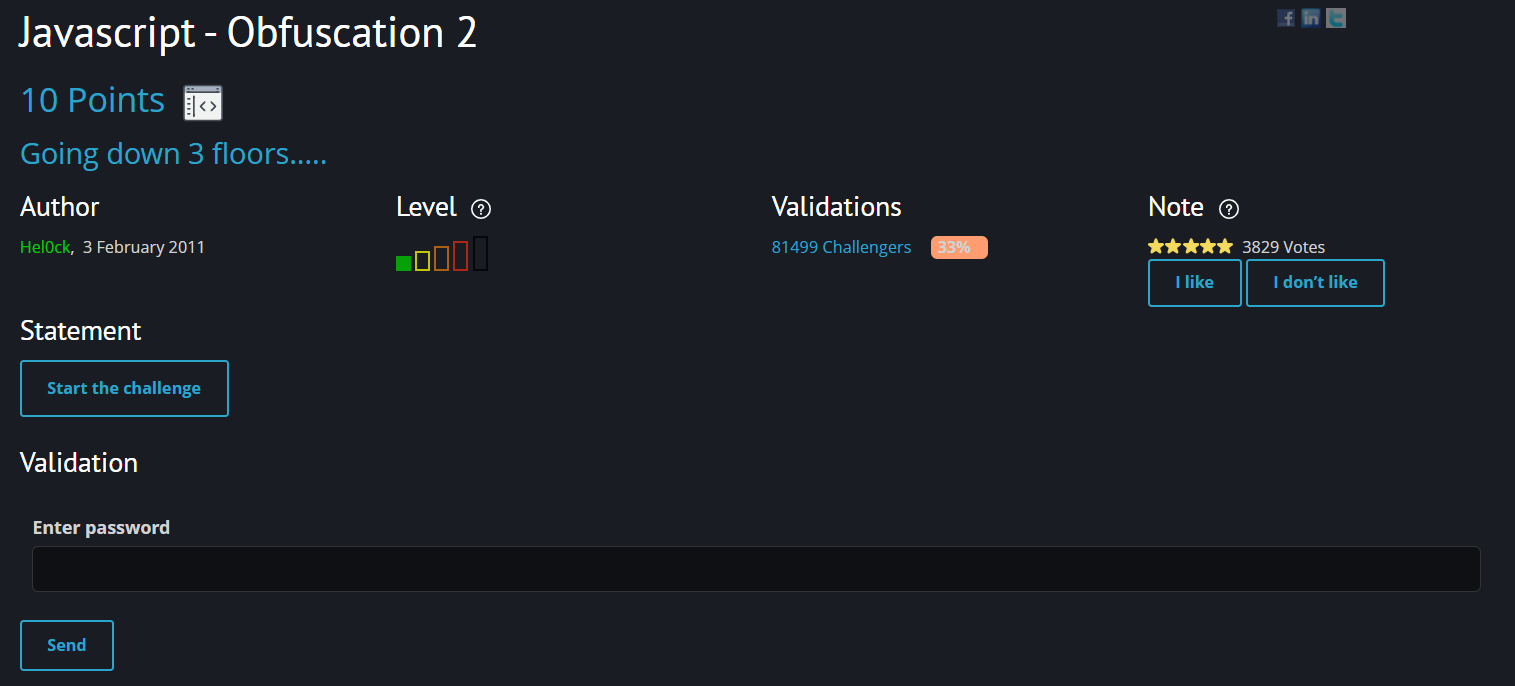 Javascript - Obfuscation 2
10 Points
Going down 3 floors.....
Author
Level ?
Validations
Note ?
Hel0ck, 3 February 2011
81499 Challengers 33%
3829 Votes
I like
I don’t like
Statement
Start the challenge
Validation
Enter password
Send